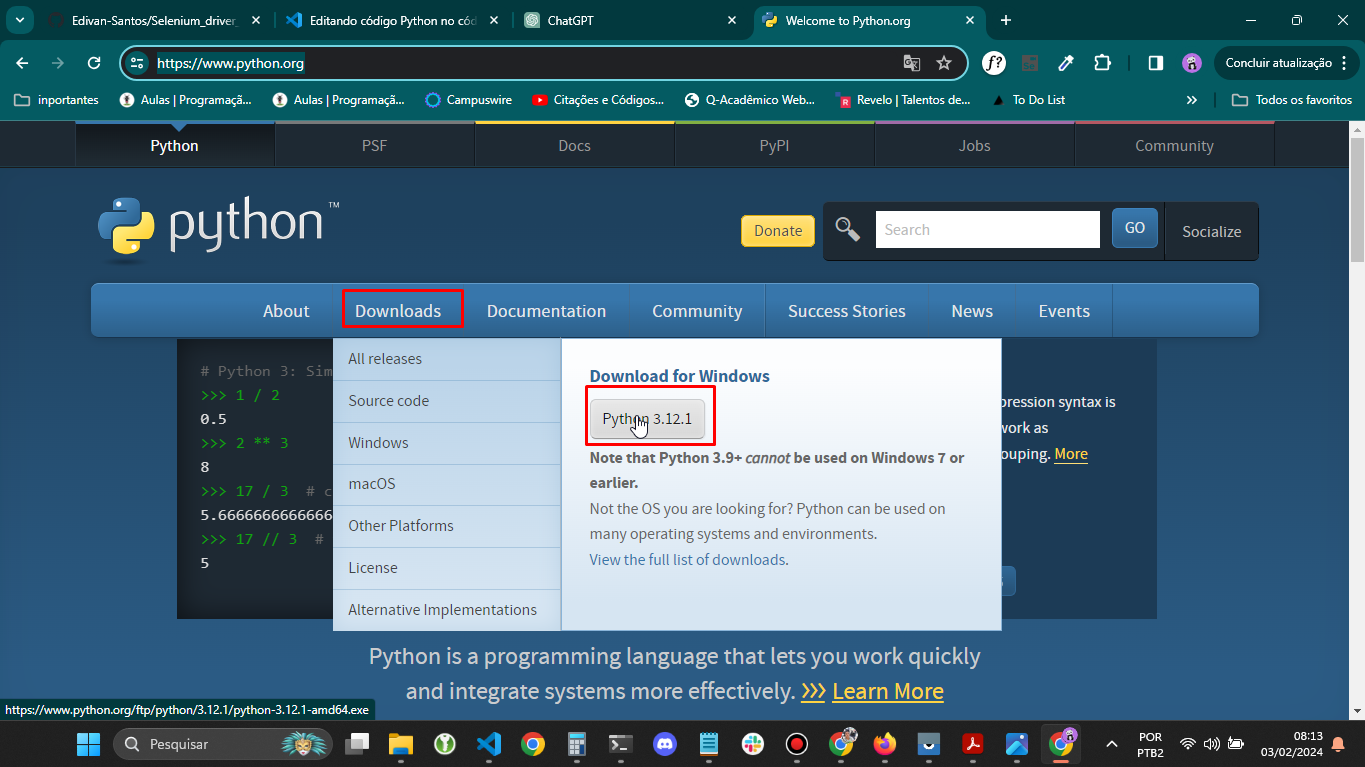 Edivan-Santos/Selenium_driver_
Editando código Python no cód
ChatGPT
Welcome to Python.org
https://www.python.org
Concluir atualização
inportantes
Aulas | Programaçã...
Aulas | Programaçã...
Campuswire
Citações e Códigos...
Q-Acadêmico Web...
Revelo | Talentos de...
To Do List
»
Todos os favoritos
Python
PSF
Docs
PyPI
Jobs
Community
python™
Donate
Search
GO
Socialize
About
Downloads
Documentation
Community
Success Stories
News
Events
# Python 3: Sim
>>> 1 / 2
0.5
>>> 2 ** 3
8
>>> 17 / 3 # c
5.6666666666666
>>> 17 // 3 #
5
All releases
Source code
Windows
macOS
Other Platforms
License
Alternative Implementations
Download for Windows
Python 3.12.1
Note that Python 3.9+ cannot be used on Windows 7 or
earlier.
Not the OS you are looking for? Python can be used on
many operating systems and environments.
View the full list of downloads.
pression syntax is
work as
ouping. More
Python is a programming language that lets you work quickly
and integrate systems more effectively. >>> Learn More
https://www.python.org/ftp/python/3.12.1/python-3.12.1-amd64.exe
Pesquisar
POR
PTB2
08:13
03/02/2024